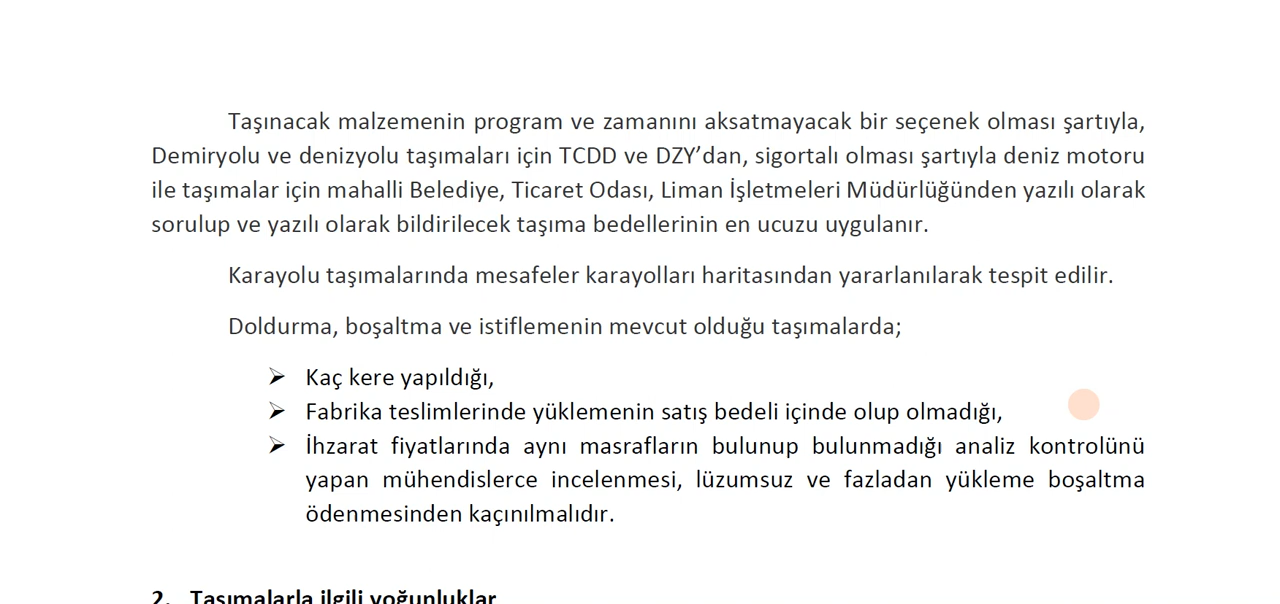 Taşınacak malzemenin program ve zamanını aksatmayacak bir seçenek olması şartıyla,
Demiryolu ve denizyolu taşımaları için TCDD ve DZY’dan, sigortalı olması şartıyla deniz motoru
ile taşımalar için mahalli Belediye, Ticaret Odası, Liman İşletmeleri Müdürlüğünden yazılı olarak
sorulup ve yazılı olarak bildirilecek taşıma bedellerinin en ucuzu uygulanır.
Karayolu taşımalarında mesafeler karayolları haritasından yararlanılarak tespit edilir.
Doldurma, boşaltma ve istiflemenin mevcut olduğu taşımalarda;
➢ Kaç kere yapıldığı,
➢ Fabrika teslimlerinde yüklemenin satış bedeli içinde olup olmadığı,
➢ İhzarat fiyatlarında aynı masrafların bulunup bulunmadığı analiz kontrolünü
yapan mühendislerce incelenmesi, lüzumsuz ve fazladan yükleme boşaltma
ödenmesinden kaçınılmalıdır.
2. Taşımalarla ilgili yoğunluklar